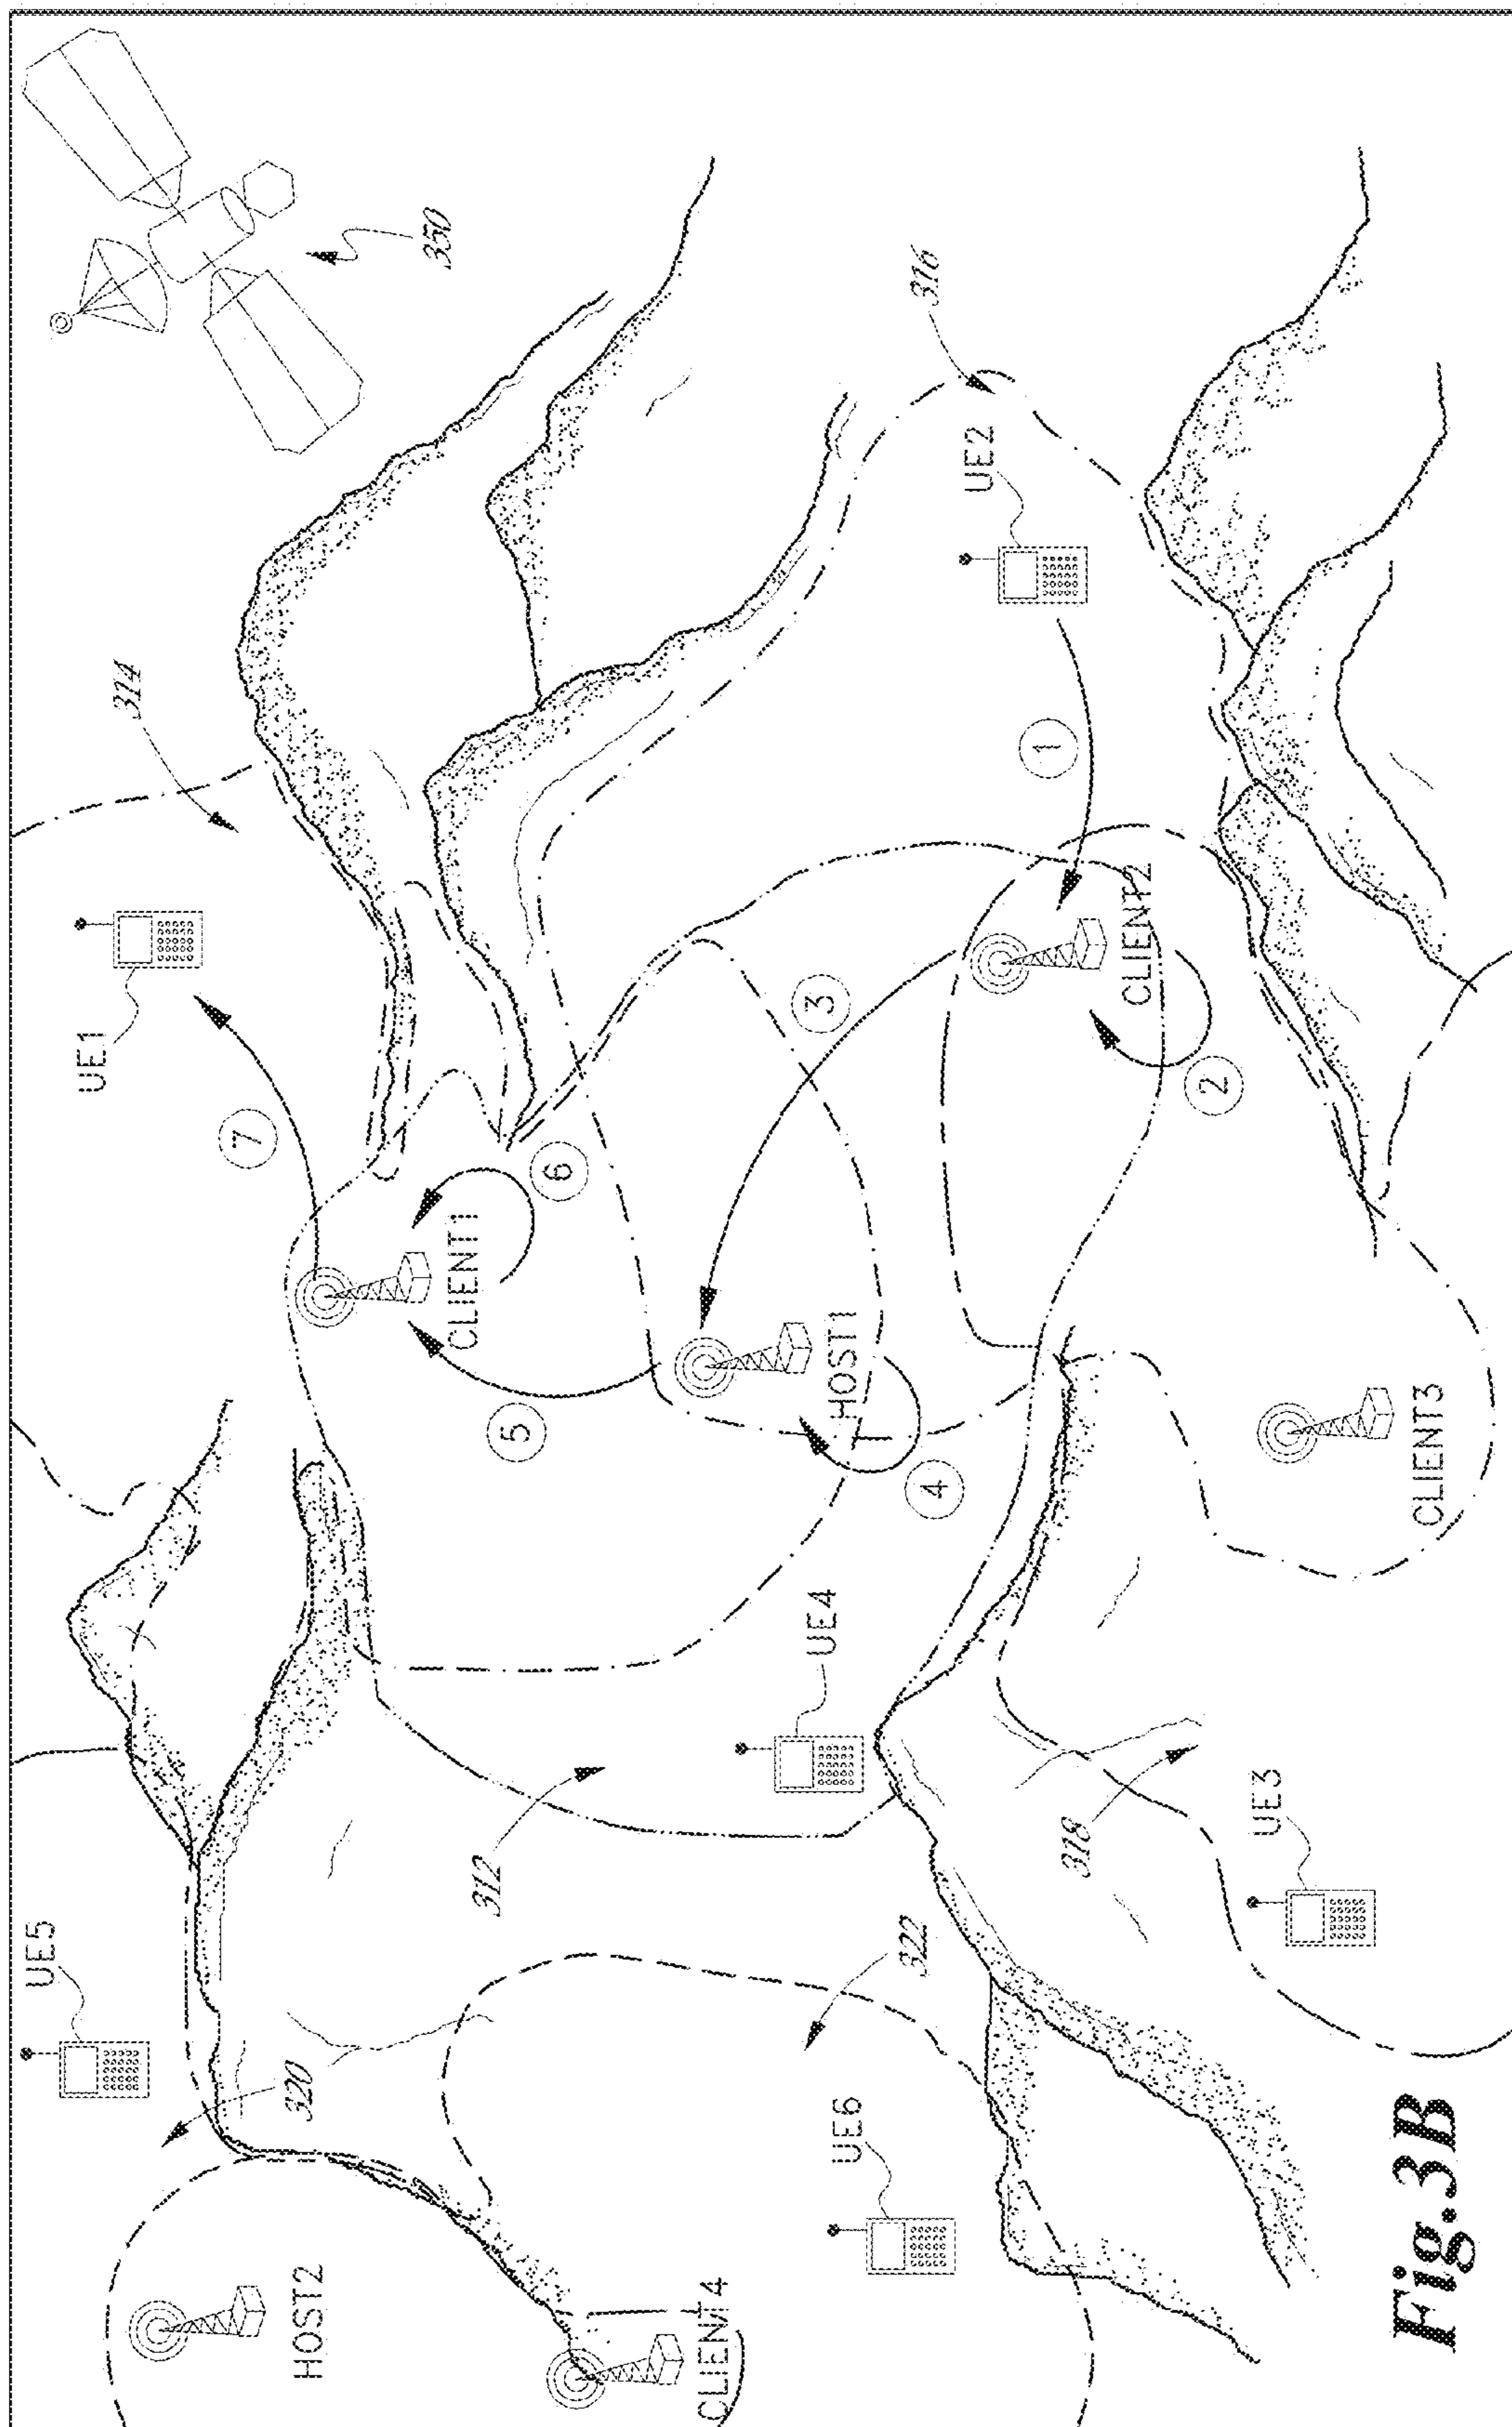 350
314
316
UE1
UE2
7
1
6
3
CLIENT1
CLIENT2
2
5
HOST1
4
CLIENT3
UE4
312
318
UE3
UE5
322
320
UE6
HOST2
CLIENT4
Fig.3B